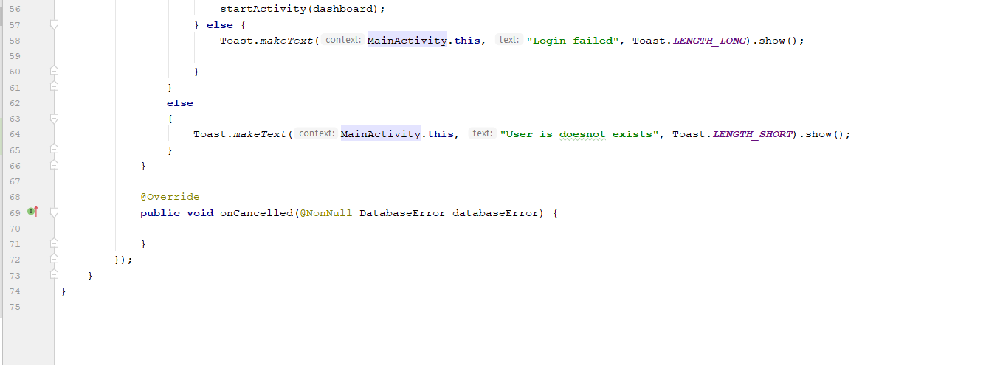 56 startActivity(dashboard);
57 } else {
58 Toast.makeText( context: MainActivity.this, text: "Login failed", Toast.LENGTH_LONG).show();
59
60 }
61 }
62 else
63 {
64 Toast.makeText( context: MainActivity.this, text: "User is doesnot exists", Toast.LENGTH_SHORT).show();
65 }
66 }
67
68 @Override
69 public void onCancelled(@NonNull DatabaseError databaseError) {
70
71 }
72 });
73 }
74 }
75